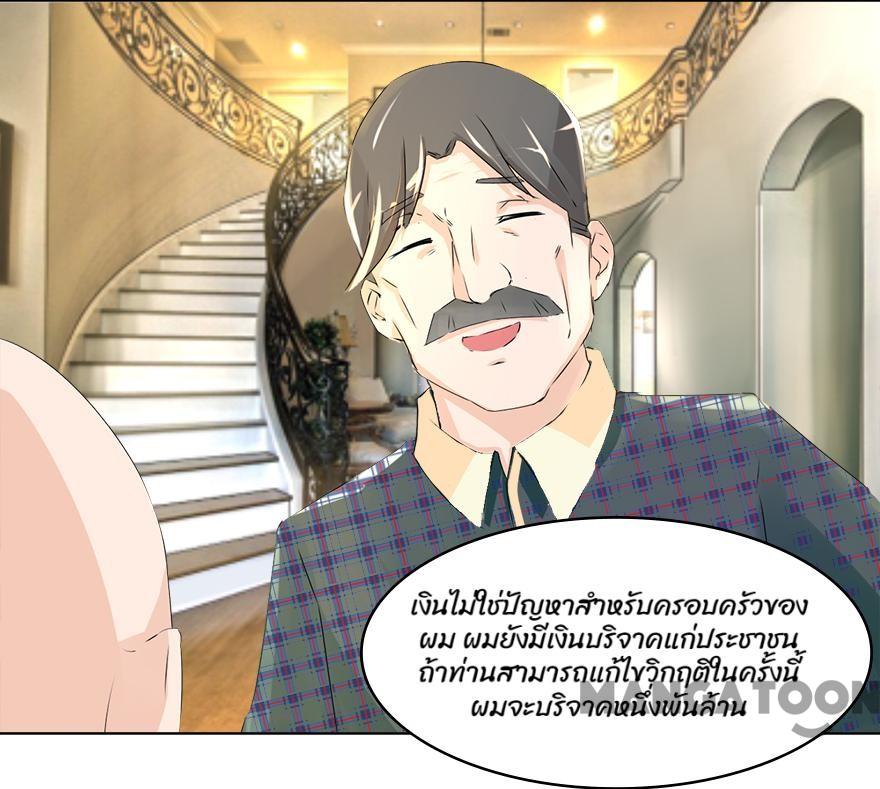 เงินไม่ใช่ปัญหาสำหรับครอบครัวของ
ผม ผมยังมีเงินบริจาคแก่ประชาชน
ถ้าท่านสามารถแก้ไขวิกฤติในครั้งนี้
ผมจะบริจาคหนึ่งพันล้าน
MANGATOON